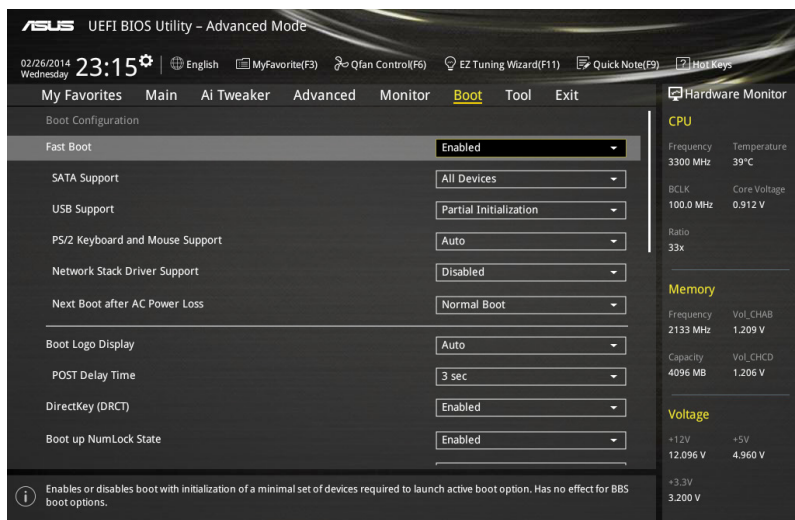 ASUS UEFI BIOS Utility – Advanced Mode
02/26/2014
Wednesday
23:15
English
MyFavorite(F3)
Qfan Control(F6)
EZ Tuning Wizard(F11)
Quick Note(F9)
? Hot Keys
My Favorites Main Ai Tweaker Advanced Monitor Boot Tool Exit
Boot Configuration
Fast Boot Enabled
SATA Support All Devices
USB Support Partial Initialization
PS/2 Keyboard and Mouse Support Auto
Network Stack Driver Support Disabled
Next Boot after AC Power Loss Normal Boot
Boot Logo Display Auto
POST Delay Time 3 sec
DirectKey (DRCT) Enabled
Boot up NumLock State Enabled
i Enables or disables boot with initialization of a minimal set of devices required to launch active boot option. Has no effect for BBS
boot options.
Hardware Monitor
CPU
Frequency Temperature
3300 MHz 39°C
BCLK Core Voltage
100.0 MHz 0.912 V
Ratio
33x
Memory
Frequency Vol_CHAB
2133 MHz 1.209 V
Capacity Vol_CHCD
4096 MB 1.206 V
Voltage
+12V +5V
12.096 V 4.960 V
+3.3V
3.200 V